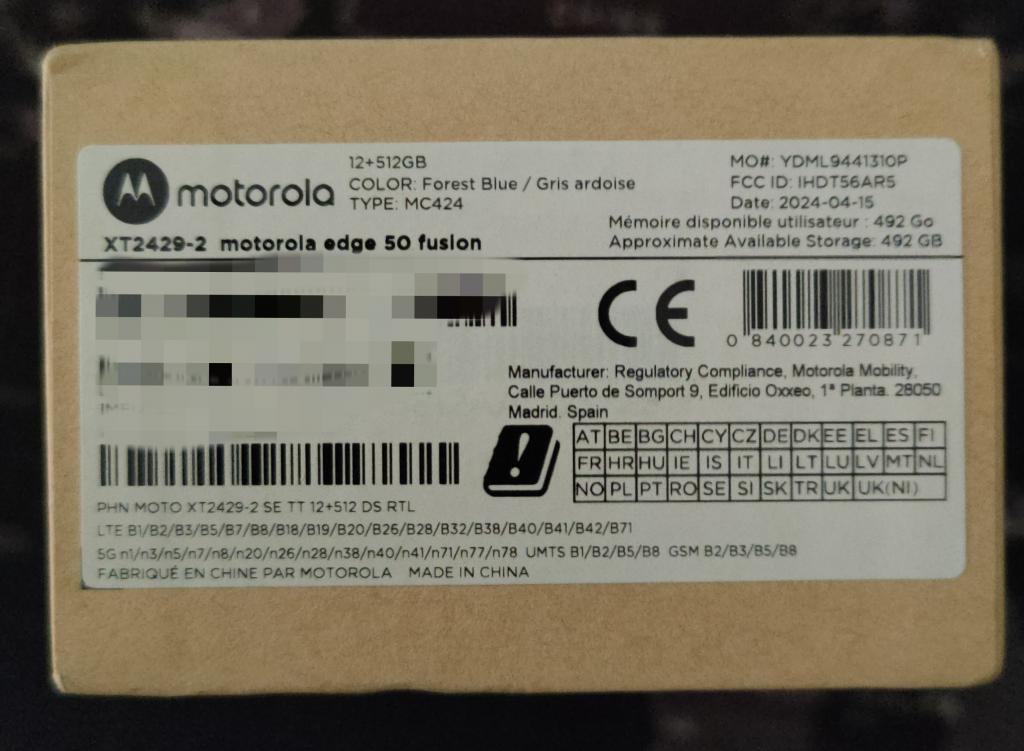 motorola
12+512GB
COLOR: Forest Blue / Gris ardoise
TYPE: MC424
XT2429-2 motorola edge 50 fusion
MO#: YDML9441310P
FCC ID: IHDT56AR5
Date: 2024-04-15
Mémoire disponible utilisateur : 492 Go
Approximate Available Storage: 492 GB
CE
0 840023 270871
Manufacturer: Regulatory Compliance, Motorola Mobility,
Calle Puerto de Somport 9, Edificio Oxxeo, 1ª Planta. 28050
Madrid. Spain
AT BE BG CH CY CZ DE DK EE EL ES FI
FR HR HU IE IS IT LI LT LU LV MT NL
NO PL PT RO SE SI SK TR UK UK(NI)
PHN MOTO XT2429-2 SE TT 12+512 DS RTL
LTE B1/B2/B3/B5/B7/B8/B18/B19/B20/B26/B28/B32/B38/B40/B41/B42/B71
5G n1/n3/n5/n7/n8/n20/n26/n28/n38/n40/n41/n71/n77/n78 UMTS B1/B2/B5/B8 GSM B2/B3/B5/B8
FABRIQUÉ EN CHINE PAR MOTOROLA MADE IN CHINA